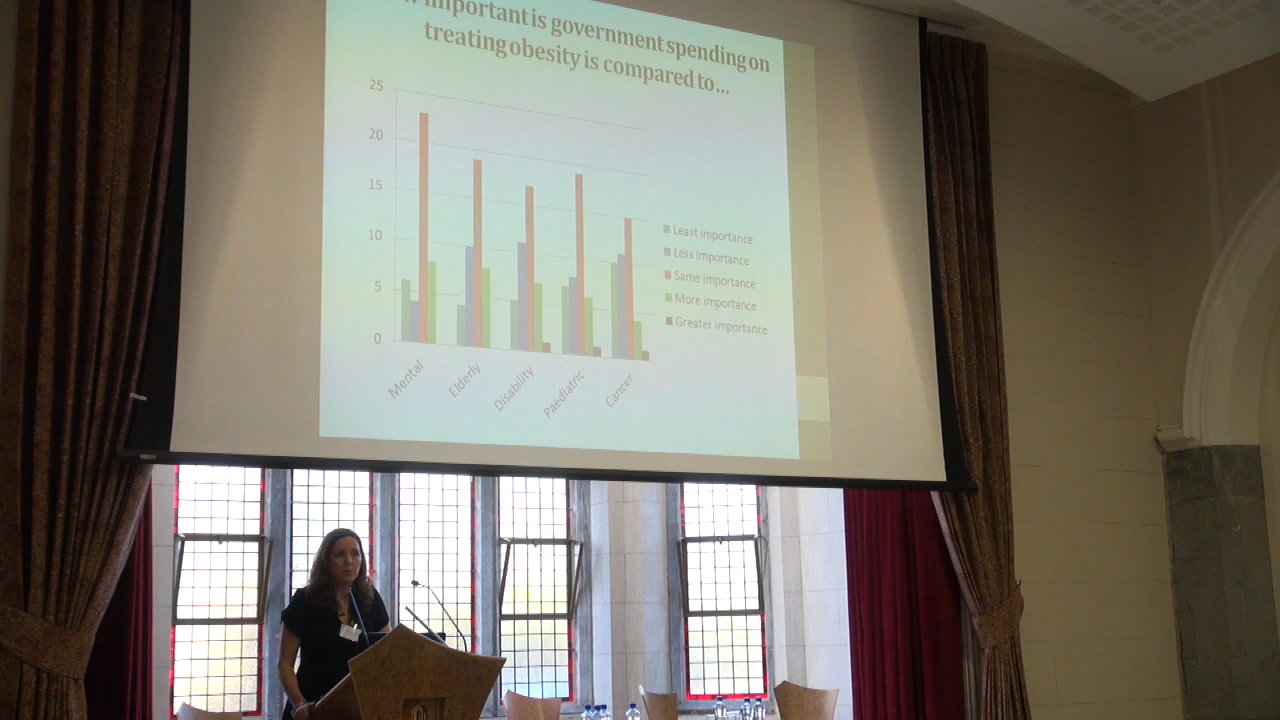 important is government spending on
treating obesity is compared to...
25
20
15
10
5
0
Mental
Elderly
Disability
Paediatric
Cancer
Least importance
Less importance
Same importance
More importance
Greater importance